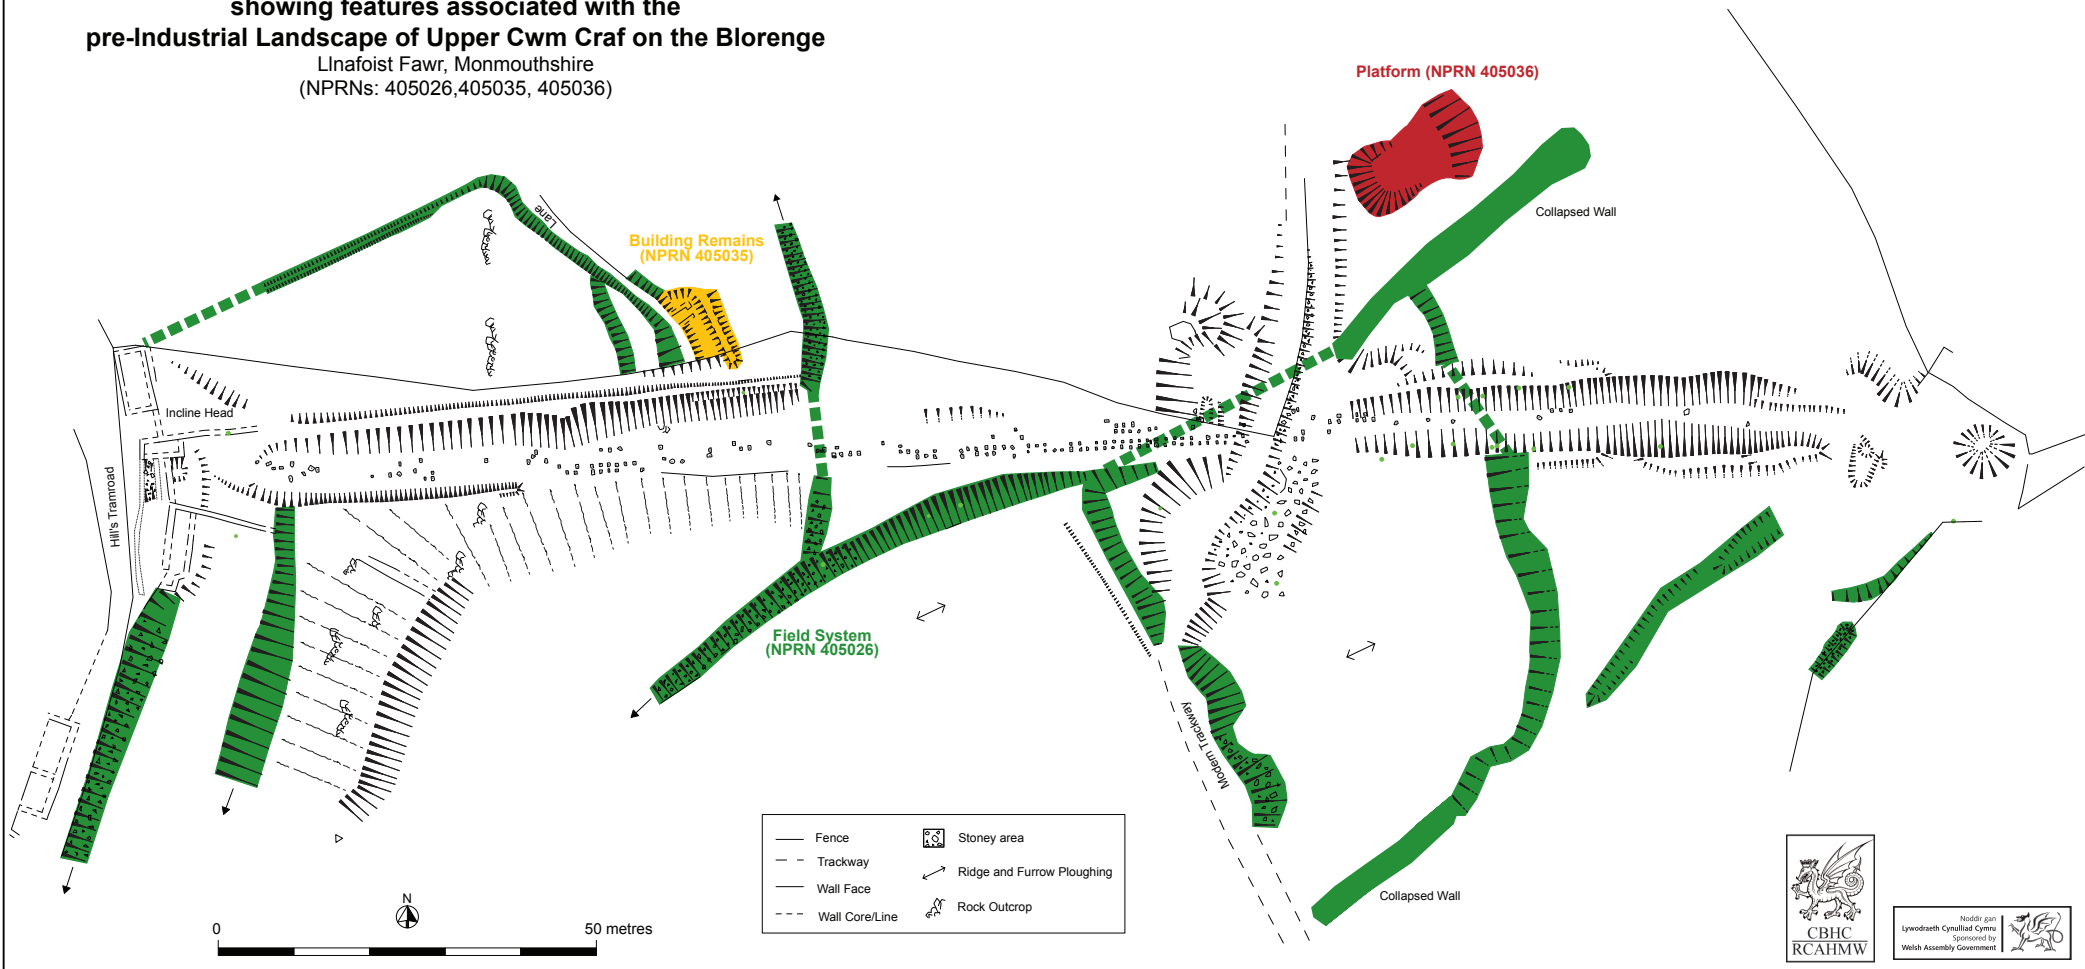 showing features associated with the
pre-Industrial Landscape of Upper Cwm Craf on the Blorenge
Llnafoist Fawr, Monmouthshire
(NPRNs: 405026,405035, 405036)
Platform (NPRN 405036)
Collapsed Wall
Lane
Building Remains
(NPRN 405035)
Incline Head
Hill's Tramroad
Field System
(NPRN 405026)
Modern Trackway
Collapsed Wall
Fence
Trackway
Wall Face
Wall Core/Line
Stoney area
Ridge and Furrow Ploughing
Rock Outcrop
N
0
50 metres
CBHC
RCAHMW
Noddir gan
Lywodraeth Cynulliad Cymru
Sponsored by
Welsh Assembly Government